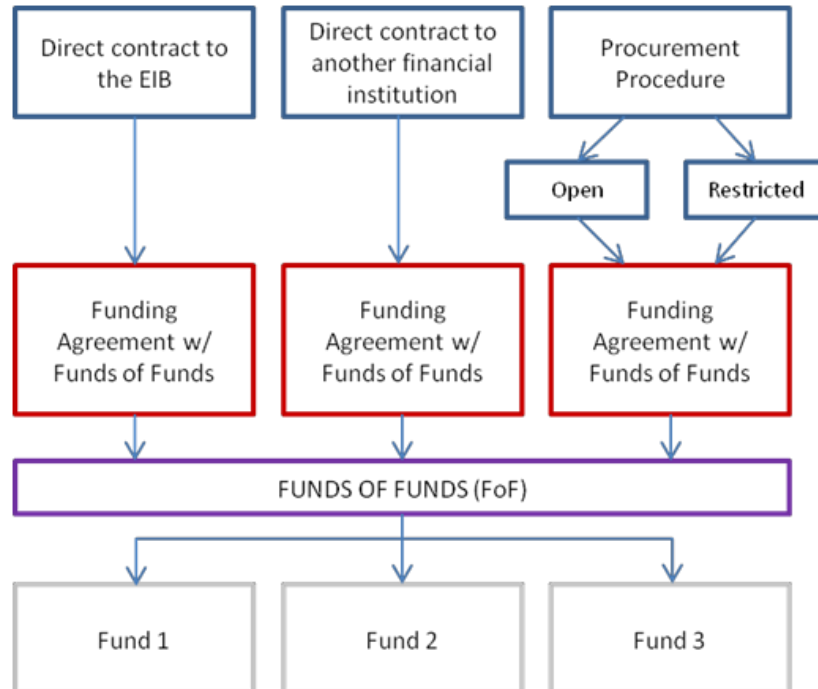 Direct contract to
the EIB
Direct contract to
another financial
institution
Procurement
Procedure
Open
Restricted
Funding
Agreement w/
Funds of Funds
Funding
Agreement w/
Funds of Funds
Funding
Agreement w/
Funds of Funds
FUNDS OF FUNDS (FoF)
Fund 1
Fund 2
Fund 3